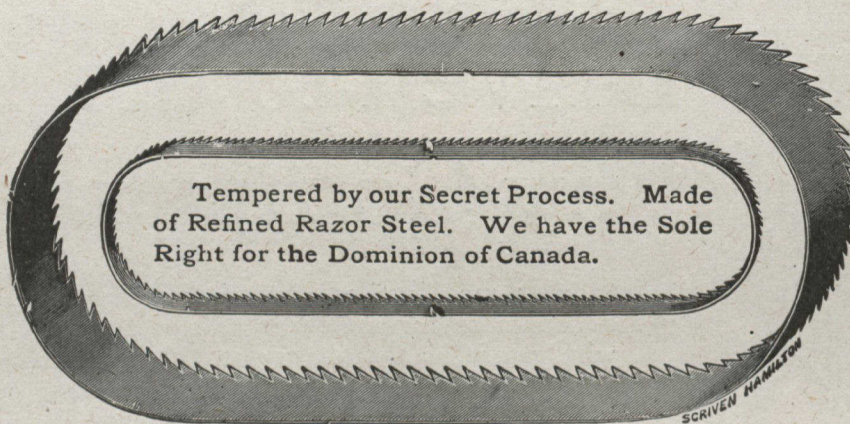 Tempered by our Secret Process. Made
of Refined Razor Steel. We have the Sole
Right for the Dominion of Canada.
SCRIVEN HAMILTON